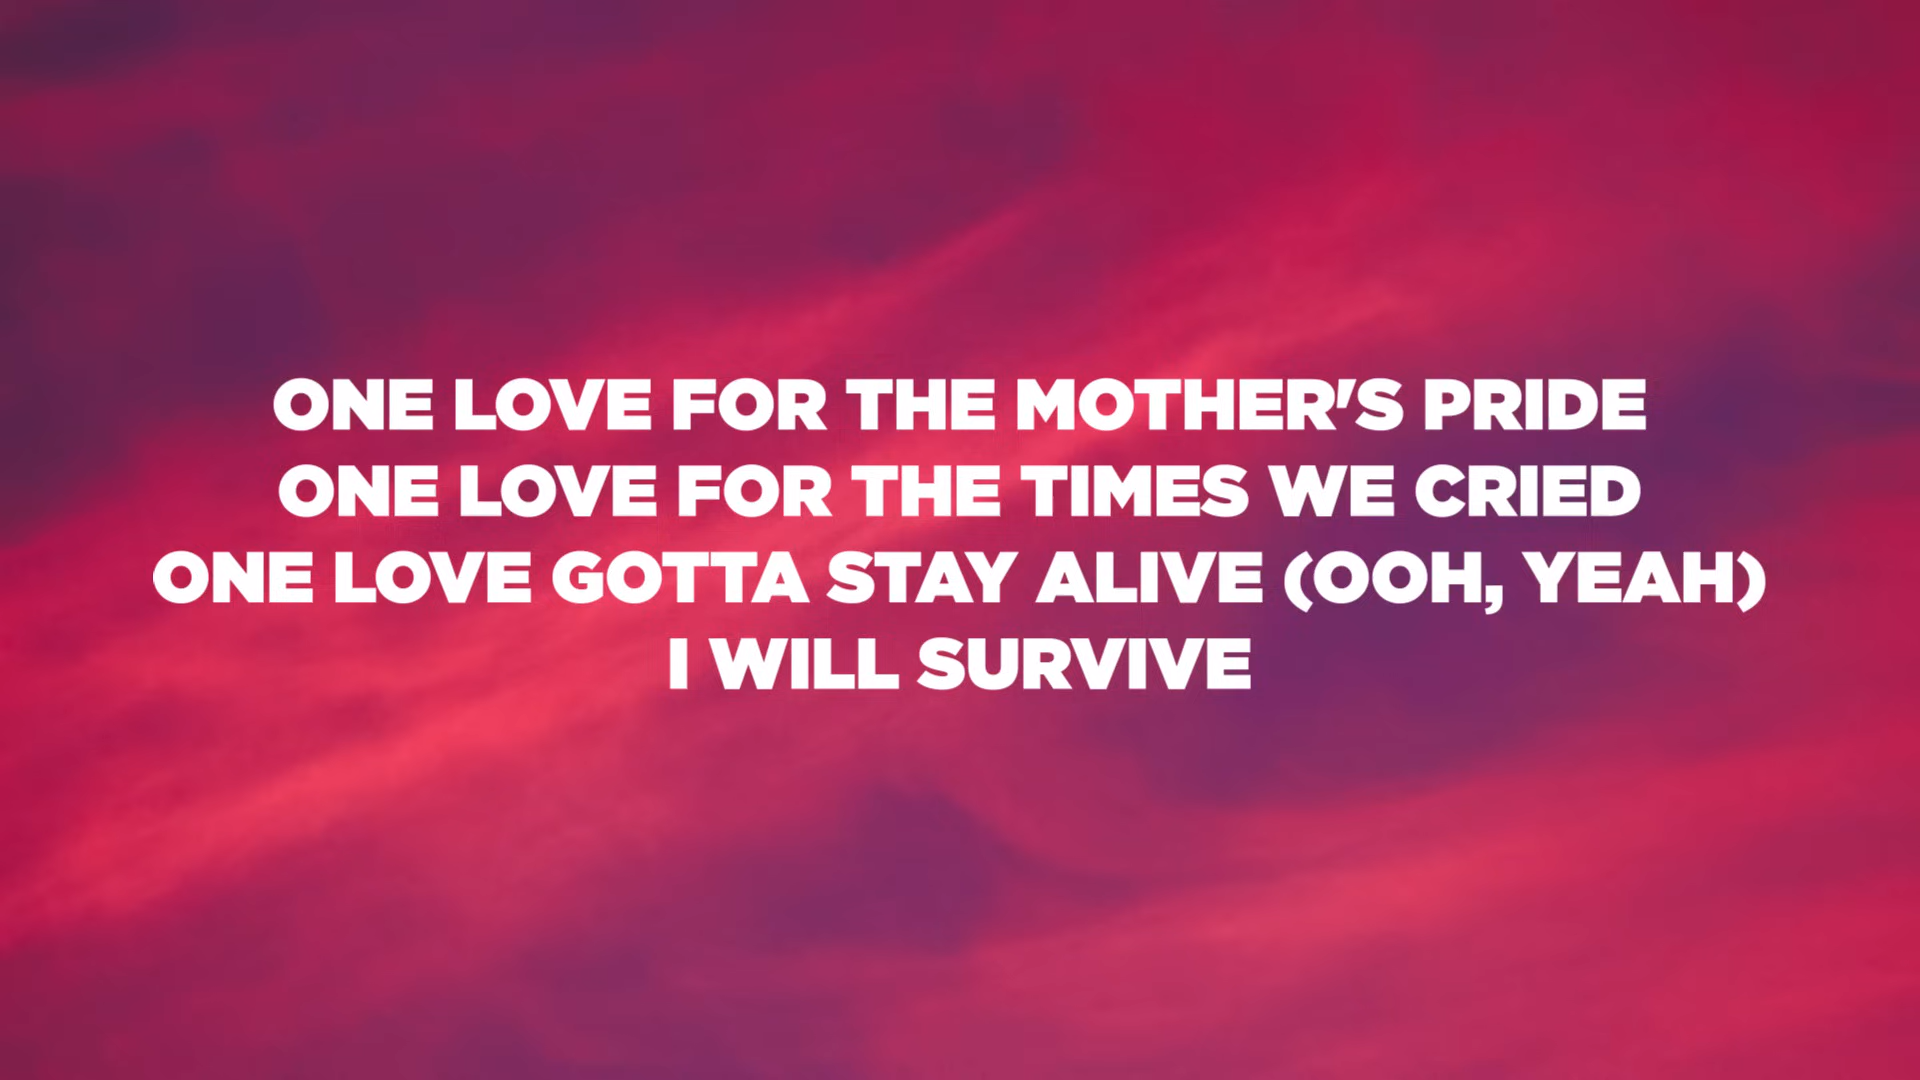 ONE LOVE FOR THE MOTHER'S PRIDE
ONE LOVE FOR THE TIMES WE CRIED
ONE LOVE GOTTA STAY ALIVE (OOH, YEAH)
I WILL SURVIVE